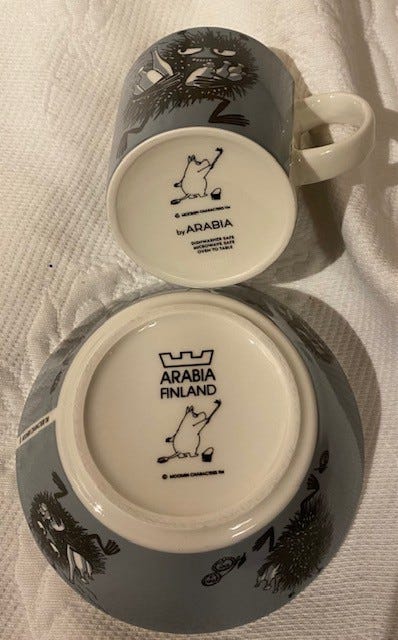 © MOOMIN CHARACTERS™
by ARABIA
DISHWASHER SAFE
MICROWAVE SAFE
OVEN TO TABLE
ARABIA
FINLAND
© MOOMIN CHARACTERS™